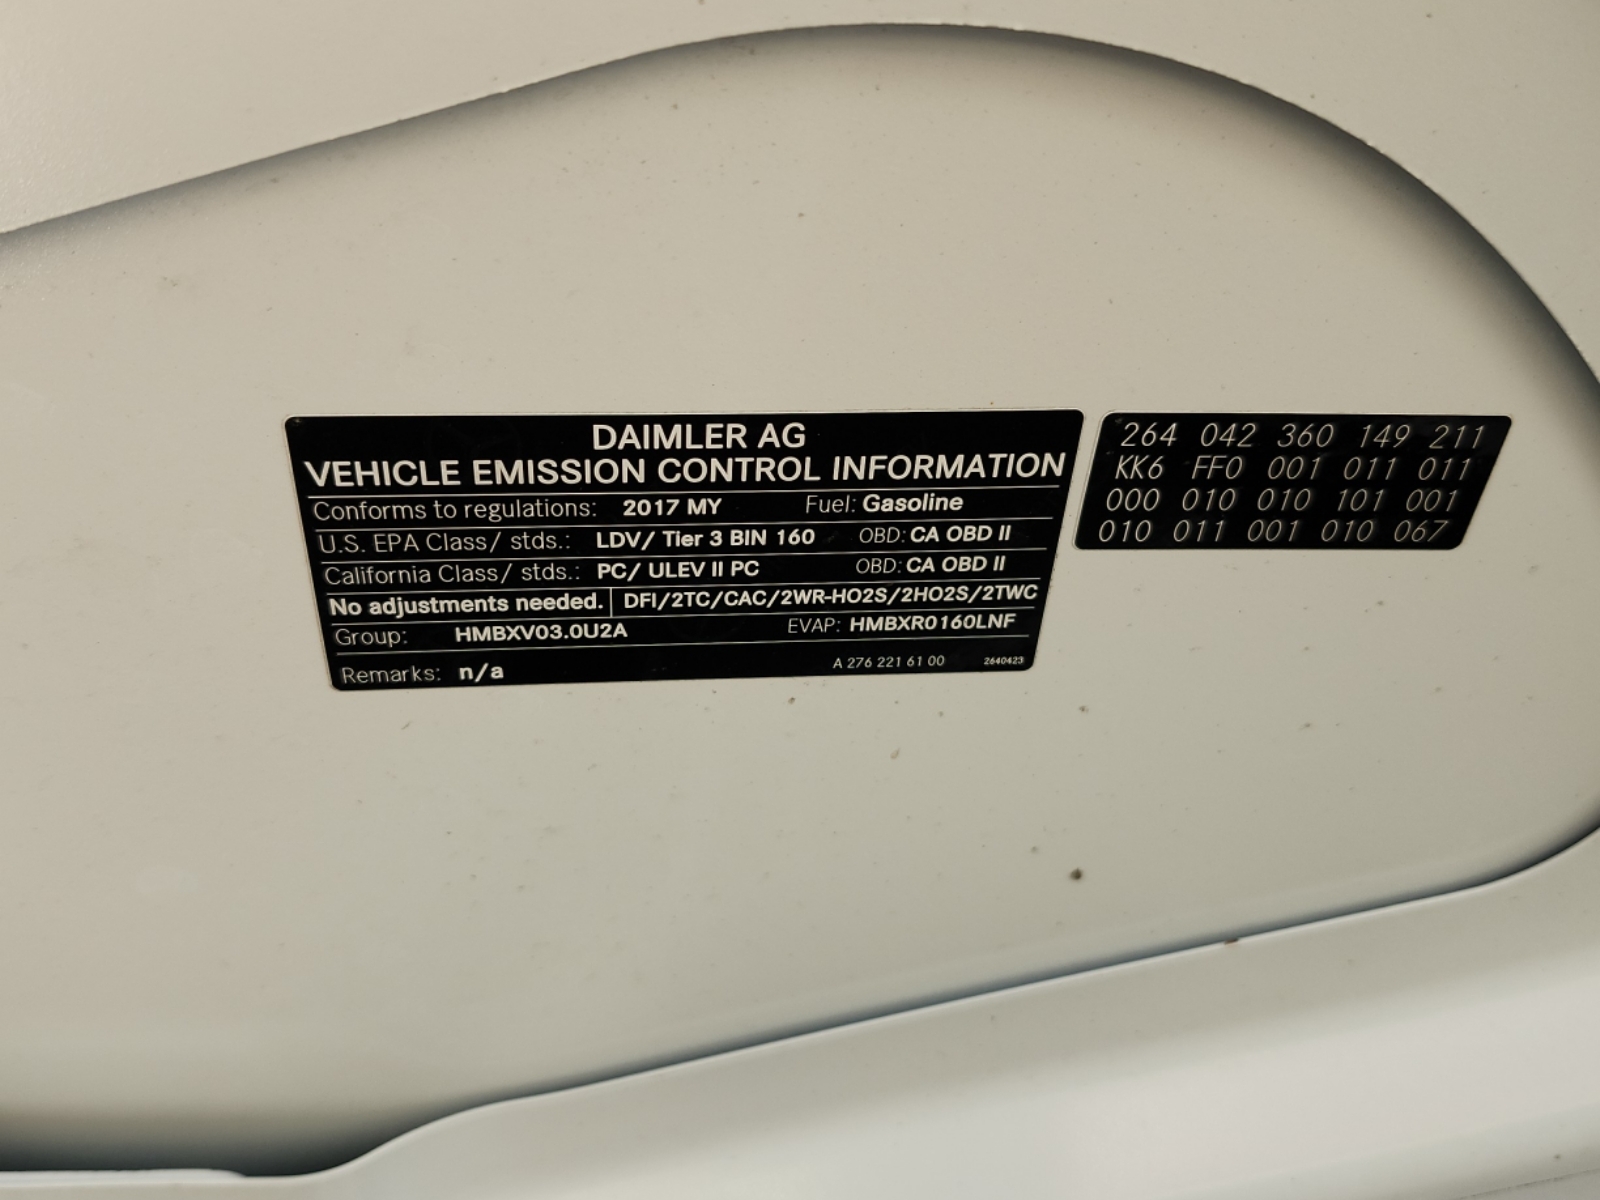 DAIMLER AG
VEHICLE EMISSION CONTROL INFORMATION
Conforms to regulations: 2017 MY Fuel: Gasoline
U.S. EPA Class/ stds.: LDV/ Tier 3 BIN 160 OBD: CA OBD II
California Class/ stds.: PC/ ULEV II PC OBD: CA OBD II
No adjustments needed. DFI/2TC/CAC/2WR-HO2S/2HO2S/2TWC
Group: HMBXV03.0U2A EVAP: HMBXR0160LNF
Remarks: n/a A 276 221 61 00 2640423
264 042 360 149 211
KK6 FF0 001 011 011
000 010 010 101 001
010 011 001 010 067